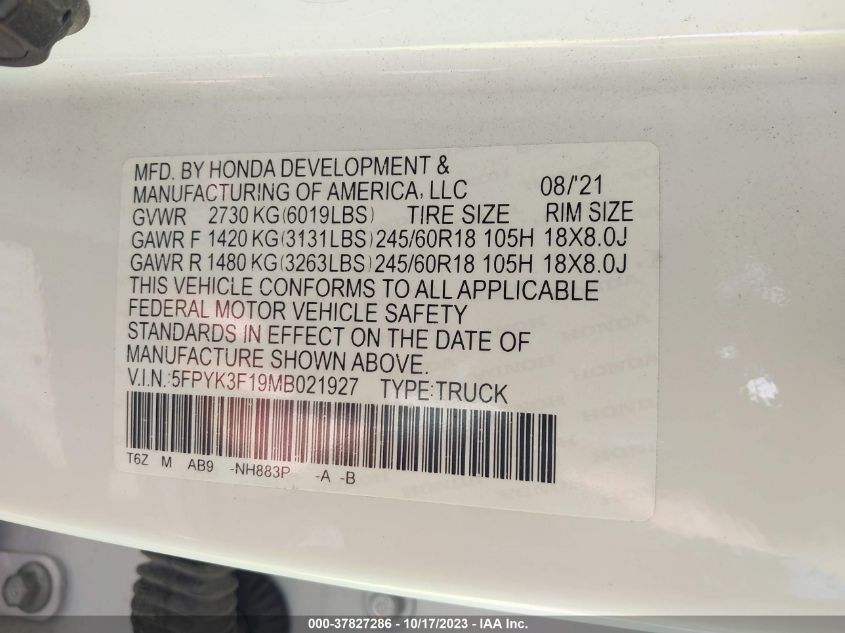 MFD. BY HONDA DEVELOPMENT &
MANUFACTURING OF AMERICA, LLC 08/'21
GVWR 2730 KG(6019LBS) TIRE SIZE RIM SIZE
GAWR F 1420 KG(3131LBS)245/60R18 105H 18X8.0J
GAWR R 1480 KG(3263LBS)245/60R18 105H 18X8.0J
THIS VEHICLE CONFORMS TO ALL APPLICABLE
FEDERAL MOTOR VEHICLE SAFETY
STANDARDS IN EFFECT ON THE DATE OF
MANUFACTURE SHOWN ABOVE.
V.I.N.:5FPYK3F19MB021927 TYPE:TRUCK
T6Z M AB9 -NH883P -A -B
000-37827286 - 10/17/2023 - IAA Inc.